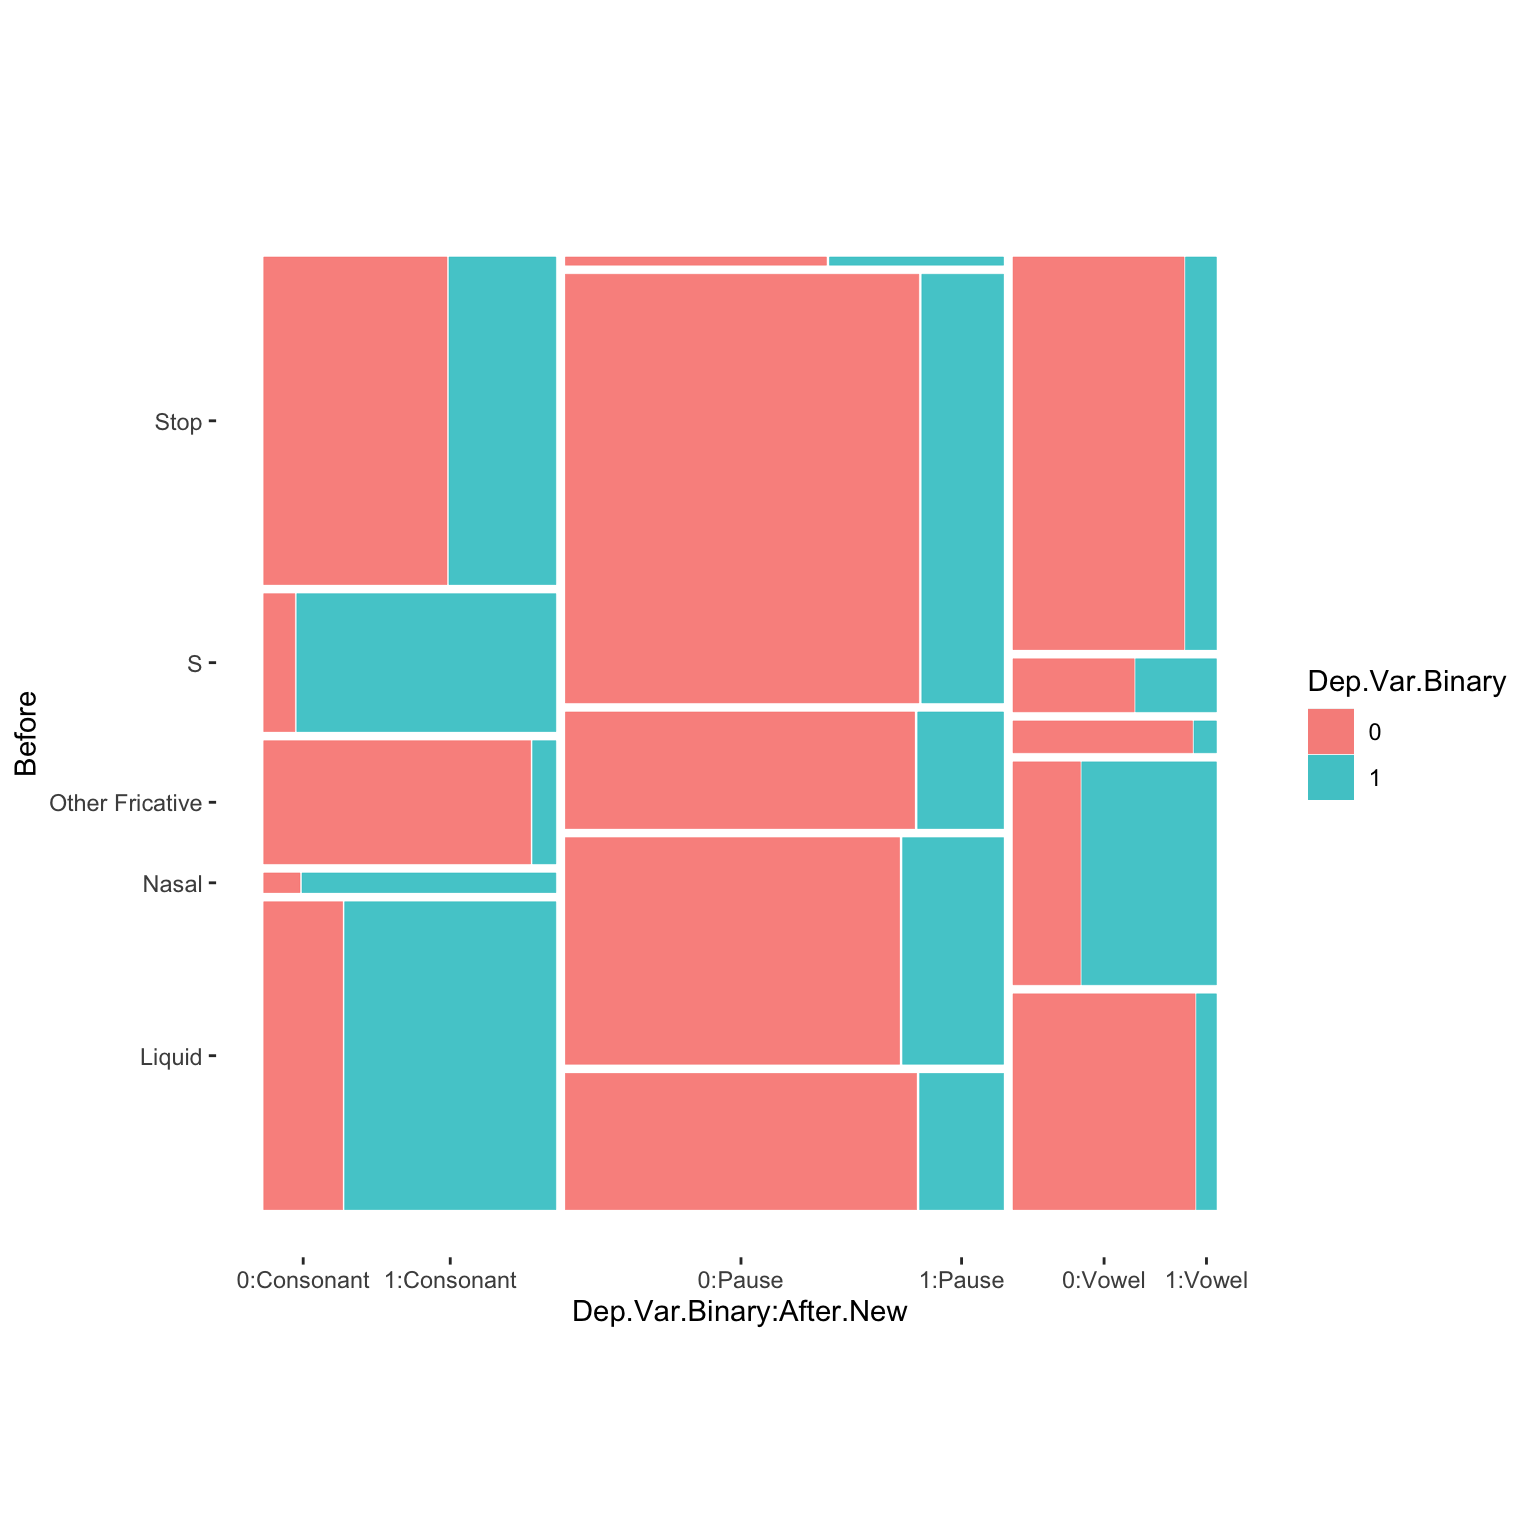 Stop
S
Other Fricative
Nasal
Liquid
Before
0:Consonant 1:Consonant 0:Pause 1:Pause 0:Vowel 1:Vowel
Dep.Var.Binary:After.New
Dep.Var.Binary
0
1